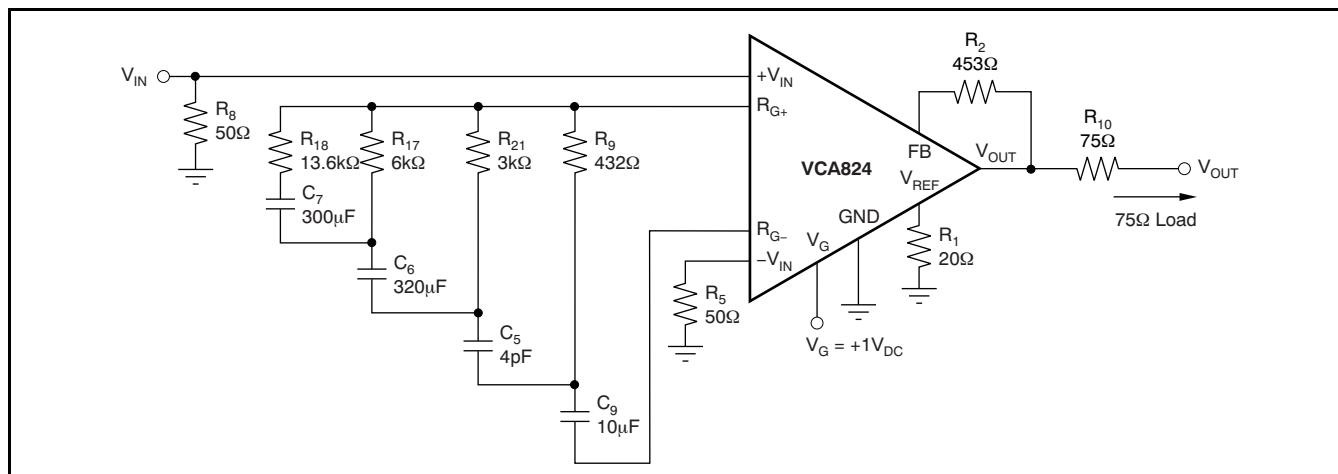 V_IN
R_8
50Ω
R_18
13.6kΩ
C_7
300µF
R_17
6kΩ
C_6
320µF
R_21
3kΩ
C_5
4pF
R_9
432Ω
C_9
10µF
+V_IN
R_G+
R_G−
−V_IN
R_5
50Ω
VCA824
FB
V_OUT
V_REF
GND
V_G
V_G = +1V_DC
R_1
20Ω
R_2
453Ω
R_10
75Ω
V_OUT
75Ω Load